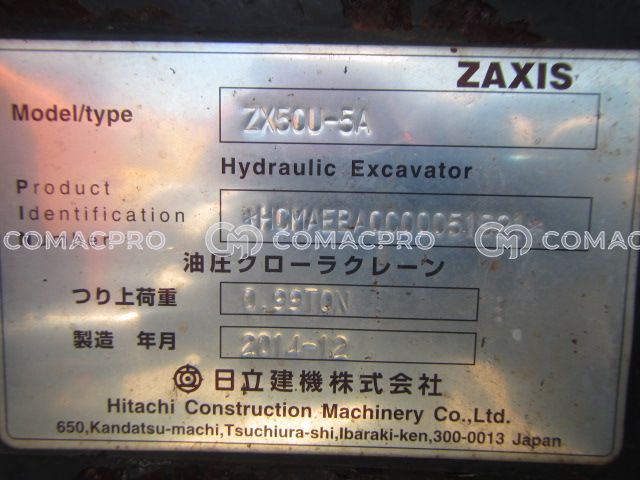 ZAXIS
Model/type ZX50U-5A
Hydraulic Excavator
Product
Identification
Number
COMACPRO COMACPRO COMACPRO
油圧クローラクレーン
つり上荷重 0.99TON
製造 年月 2014-12
日立建機株式会社
Hitachi Construction Machinery Co.,Ltd.
650,Kandatsu-machi,Tsuchiura-shi,Ibaraki-ken,300-0013 Japan